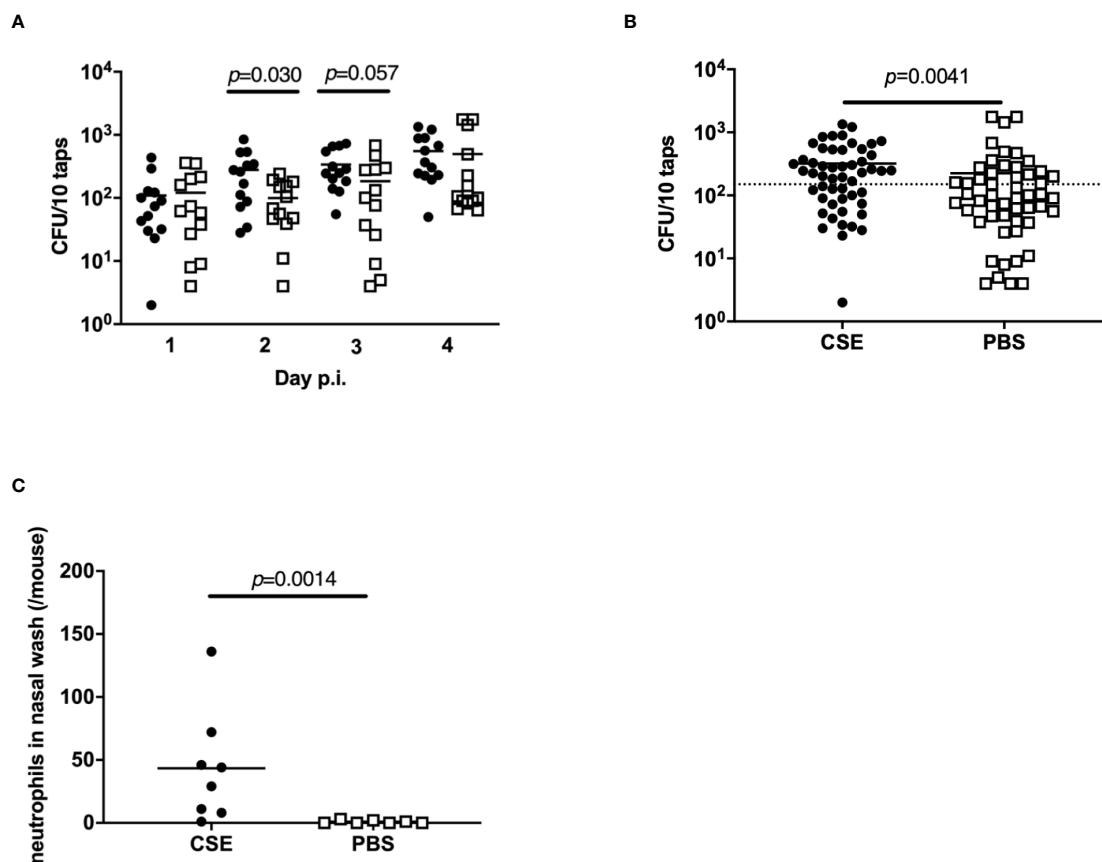 A
CFU/10 taps
10⁴
10³
10²
10¹
10⁰
p=0.030
p=0.057
1 2 3 4
Day p.i.
B
CFU/10 taps
10⁴
10³
10²
10¹
10⁰
p=0.0041
CSE PBS
C
neutrophils in nasal wash (/mouse)
200
150
100
50
0
p=0.0014
CSE PBS